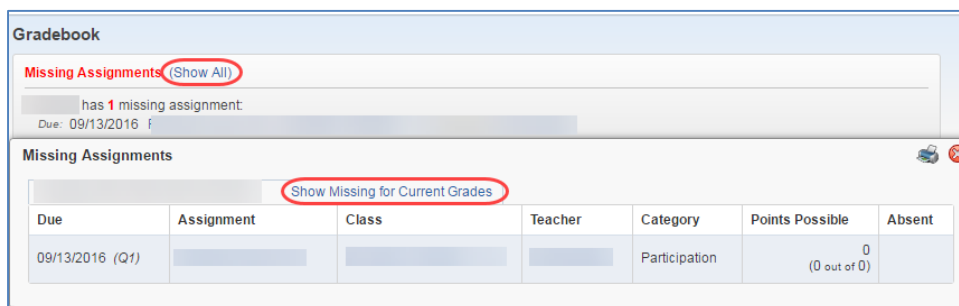 Gradebook
Missing Assignments (Show All)
has 1 missing assignment:
Due: 09/13/2016
Missing Assignments
Show Missing for Current Grades
Due Assignment Class Teacher Category Points Possible Absent
09/13/2016 (Q1) Participation 0
(0 out of 0)